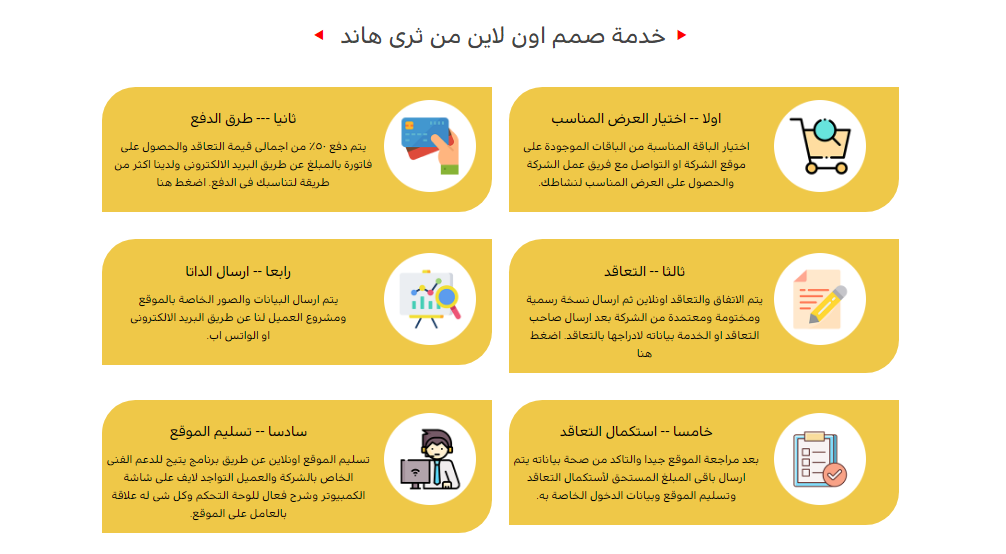 خدمة صمم اون لاين من ثرى هاند
اولا -- اختيار العرض المناسب
اختيار الباقة المناسبة من الباقات الموجودة على
موقع الشركة او التواصل مع فريق عمل الشركة
والحصول على العرض المناسب لنشاطك.
ثانيا --- طرق الدفع
يتم دفع ٥٠٪ من اجمالى قيمة التعاقد والحصول على
فاتورة بالمبلغ عن طريق البريد الالكترونى ولدينا اكثر من
طريقة لتناسبك فى الدفع. اضغط هنا
ثالثا -- التعاقد
يتم الاتفاق والتعاقد اونلاين ثم ارسال نسخة رسمية
ومختومة ومعتمدة من الشركة بعد ارسال صاحب
التعاقد او الخدمة بياناته لادراجها بالتعاقد. اضغط
هنا
رابعا -- ارسال الداتا
يتم ارسال البيانات والصور الخاصة بالموقع
ومشروع العميل لنا عن طريق البريد الالكترونى
او الواتس اب.
خامسا -- استكمال التعاقد
بعد مراجعة الموقع جيدا والتاكد من صحة بياناته يتم
ارسال باقى المبلغ المستحق لأستكمال التعاقد
وتسليم الموقع وبيانات الدخول الخاصة به.
سادسا -- تسليم الموقع
تسليم الموقع اونلاين عن طريق برنامج يتيح للدعم الفنى
الخاص بالشركة والعميل التواجد لايف على شاشة
الكمبيوتر وشرح فعال للوحة التحكم وكل شى له علاقة
بالعامل على الموقع.